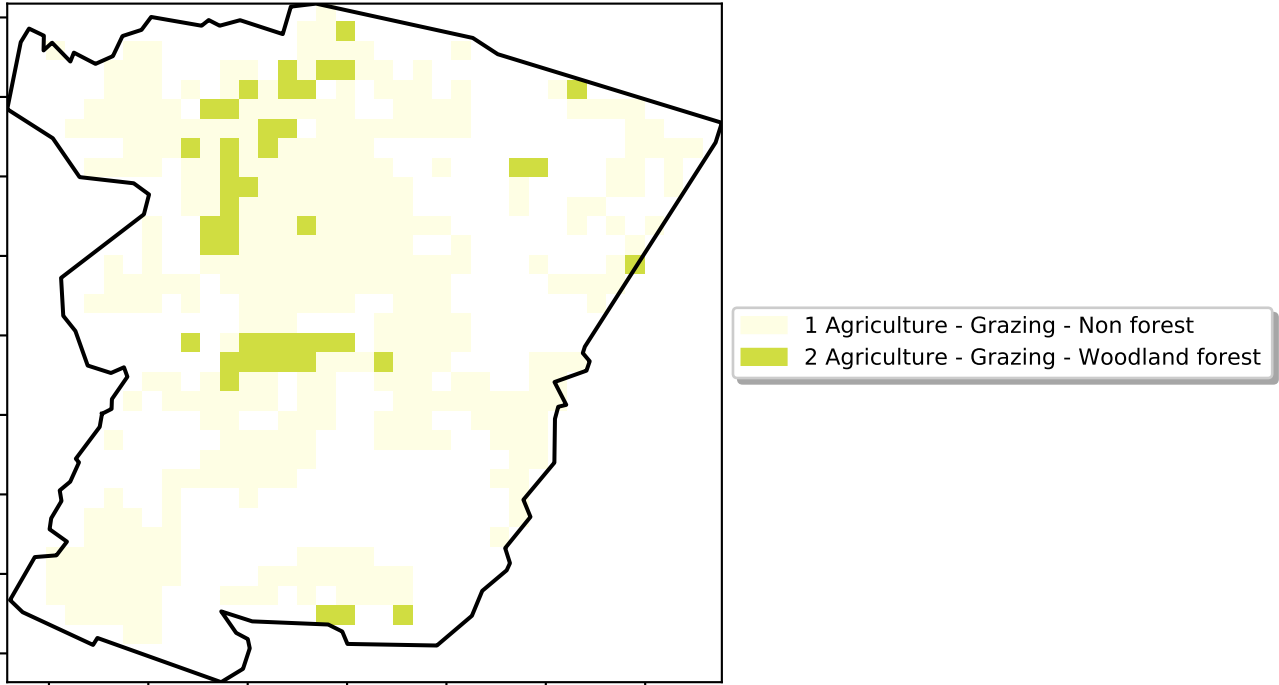 1 Agriculture - Grazing - Non forest
2 Agriculture - Grazing - Woodland forest